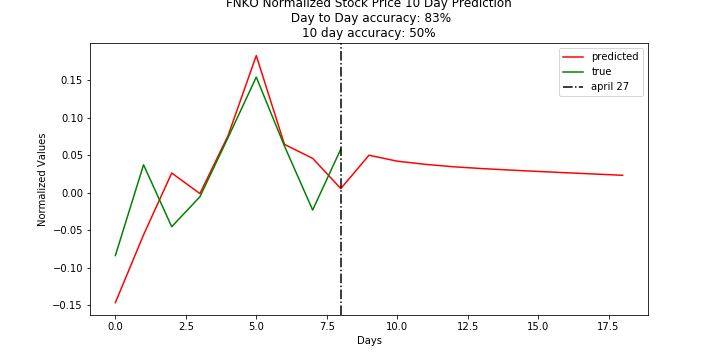 FNKO Normalized Stock Price 10 Day Prediction
Day to Day accuracy: 83%
10 day accuracy: 50%
predicted
true
april 27
Normalized Values
0.15
0.10
0.05
0.00
−0.05
−0.10
−0.15
0.0 2.5 5.0 7.5 10.0 12.5 15.0 17.5
Days